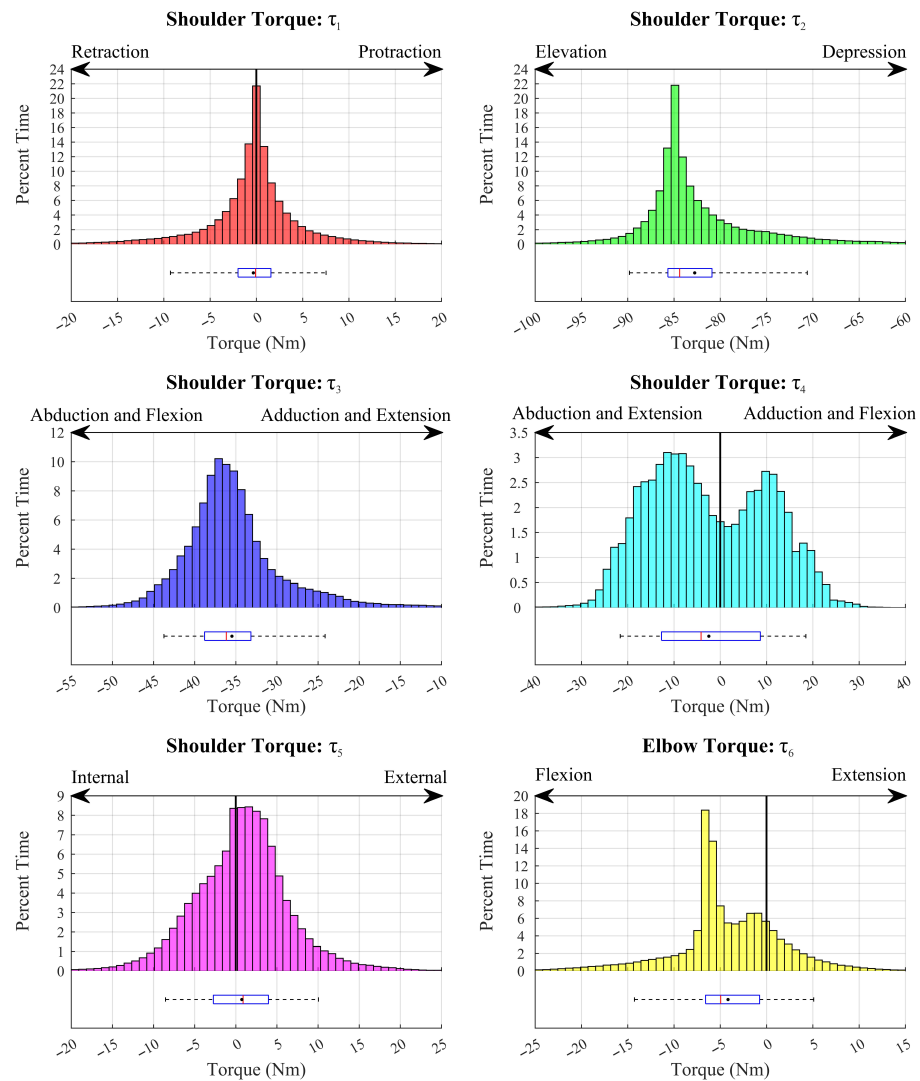 Shoulder Torque: τ₁
Retraction Protraction
24
22
20
18
16
14
12
10
8
6
4
2
0
Percent Time
−20 −15 −10 −5 0 5 10 15 20
Torque (Nm)
Shoulder Torque: τ₂
Elevation Depression
24
22
20
18
16
14
12
10
8
6
4
2
0
Percent Time
−100 −95 −90 −85 −80 −75 −70 −65 −60
Torque (Nm)
Shoulder Torque: τ₃
Abduction and Flexion Adduction and Extension
12
10
8
6
4
2
0
Percent Time
−55 −50 −45 −40 −35 −30 −25 −20 −15 −10
Torque (Nm)
Shoulder Torque: τ₄
Abduction and Extension Adduction and Flexion
3.5
3
2.5
2
1.5
1
0.5
0
Percent Time
−40 −30 −20 −10 0 10 20 30 40
Torque (Nm)
Shoulder Torque: τ₅
Internal External
9
8
7
6
5
4
3
2
1
0
Percent Time
−20 −15 −10 −5 0 5 10 15 20 25
Torque (Nm)
Elbow Torque: τ₆
Flexion Extension
20
18
16
14
12
10
8
6
4
2
0
Percent Time
−25 −20 −15 −10 −5 0 5 10 15
Torque (Nm)